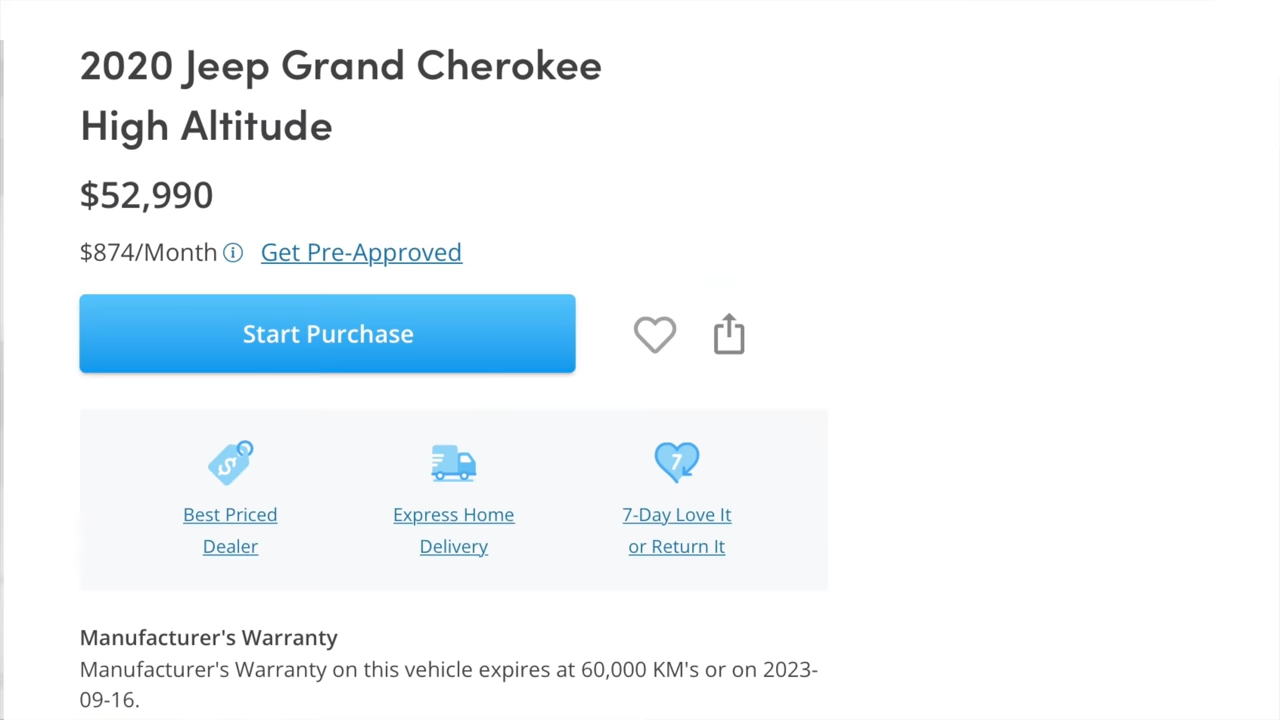 2020 Jeep Grand Cherokee
High Altitude
$52,990
$874/Month Get Pre-Approved
Start Purchase
Best Priced
Dealer
Express Home
Delivery
7
7-Day Love It
or Return It
Manufacturer's Warranty
Manufacturer's Warranty on this vehicle expires at 60,000 KM's or on 2023-
09-16.